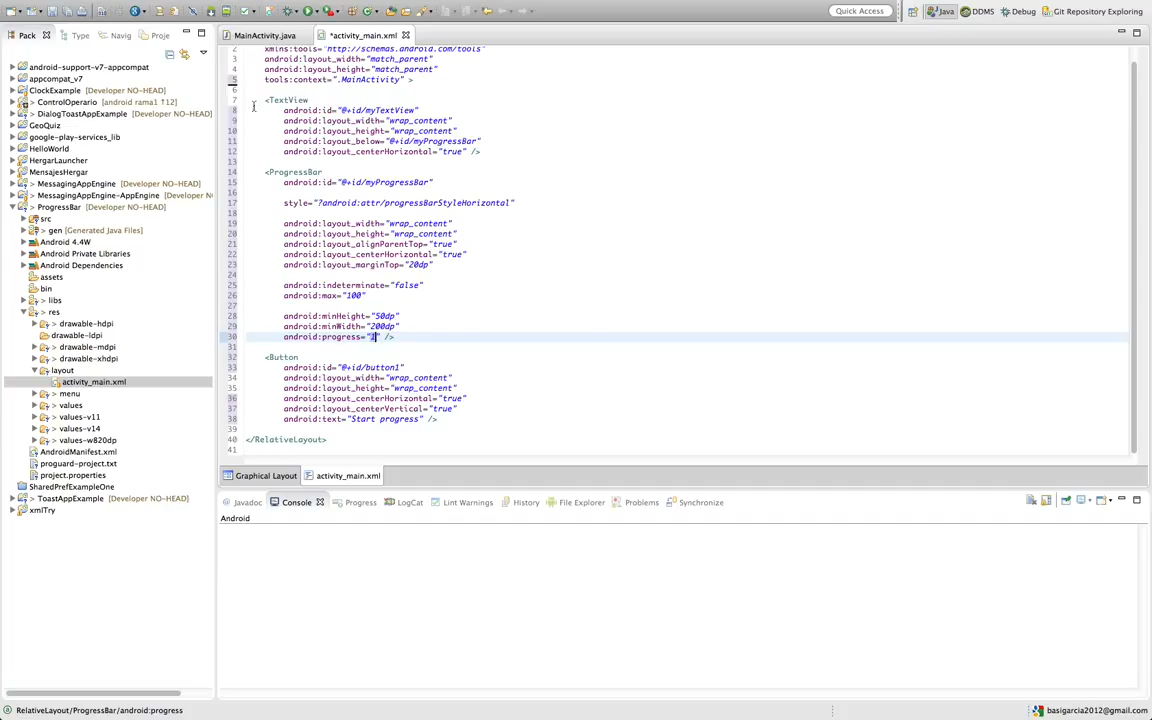 Quick Access
Java
DDMS
Debug
Git Repository Exploring
Pack
Type
Navig
Proje
MainActivity.java
*activity_main.xml
android-support-v7-appcompat
appcompat_v7
ClockExample [Developer NO-HEAD]
> ControlOperario [android rama1 ↑12]
> DialogToastAppExample [Developer NO-HEAD]
GeoQuiz
google-play-services_lib
HelloWorld
HergarLauncher
MensajesHergar
> MessagingAppEngine [Developer NO-HEAD]
> MessagingAppEngine-AppEngine [Developer N
> ProgressBar [Developer NO-HEAD]
> src
> gen [Generated Java Files]
Android 4.4W
Android Private Libraries
Android Dependencies
assets
bin
> libs
> res
> drawable-hdpi
drawable-ldpi
> drawable-mdpi
> drawable-xhdpi
layout
activity_main.xml
> menu
> values
> values-v11
> values-v14
> values-w820dp
AndroidManifest.xml
proguard-project.txt
project.properties
SharedPrefExampleOne
> ToastAppExample [Developer NO-HEAD]
xmlTry
2 xmlns:tools="http://schemas.android.com/tools"
3 android:layout_width="match_parent"
4 android:layout_height="match_parent"
5 tools:context=".MainActivity" >
6
7 <TextView
8 android:id="@+id/myTextView"
9 android:layout_width="wrap_content"
10 android:layout_height="wrap_content"
11 android:layout_below="@+id/myProgressBar"
12 android:layout_centerHorizontal="true" />
13
14 <ProgressBar
15 android:id="@+id/myProgressBar"
16
17 style="?android:attr/progressBarStyleHorizontal"
18
19 android:layout_width="wrap_content"
20 android:layout_height="wrap_content"
21 android:layout_alignParentTop="true"
22 android:layout_centerHorizontal="true"
23 android:layout_marginTop="20dp"
24
25 android:indeterminate="false"
26 android:max="100"
27
28 android:minHeight="50dp"
29 android:minWidth="200dp"
30 android:progress=" " />
31
32 <Button
33 android:id="@+id/button1"
34 android:layout_width="wrap_content"
35 android:layout_height="wrap_content"
36 android:layout_centerHorizontal="true"
37 android:layout_centerVertical="true"
38 android:text="Start progress" />
39
40 </RelativeLayout>
41
Graphical Layout
activity_main.xml
Javadoc
Console
Progress
LogCat
Lint Warnings
History
File Explorer
Problems
Synchronize
Android
RelativeLayout/ProgressBar/android:progress
basigarcia2012@gmail.com